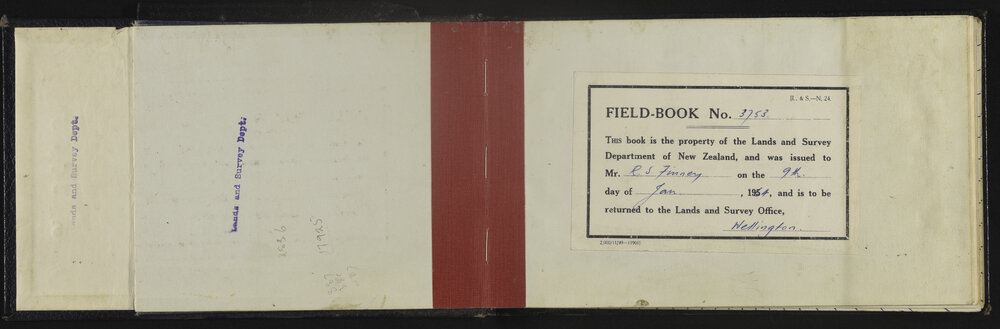 Lands and Survey Dept.
Lands and Survey Dept.
1836
17925
[L. & S.—N. 24.
FIELD-BOOK No. 3753
THIS book is the property of the Lands and Survey
Department of New Zealand, and was issued to
Mr. R S Finney on the 9th
day of Jan, 1954, and is to be
returned to the Lands and Survey Office,
Wellington.